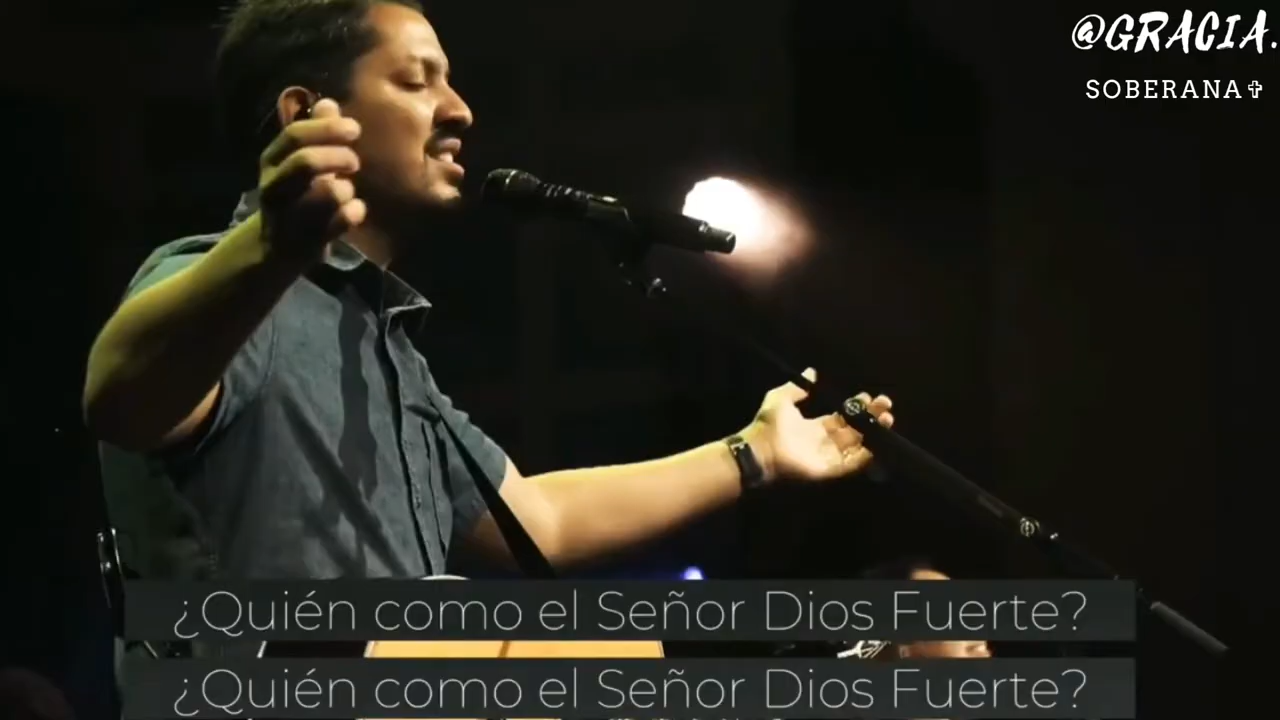 @GRACIA.
SOBERANA✞
¿Quién como el Señor Dios Fuerte?
¿Quién como el Señor Dios Fuerte?